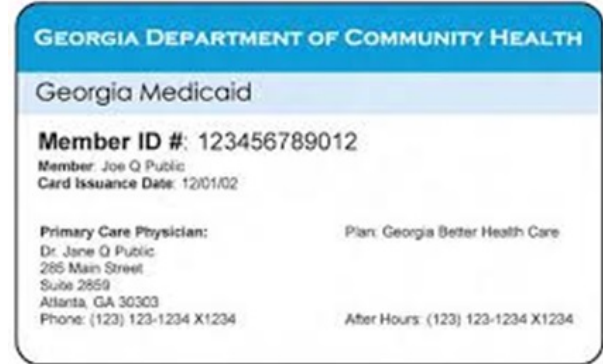 GEORGIA DEPARTMENT OF COMMUNITY HEALTH
Georgia Medicaid
Member ID #: 123456789012
Member: Joe Q Public
Card Issuance Date: 12/01/02
Primary Care Physician:
Dr. Jane Q Public
285 Main Street
Suite 2859
Atlanta, GA 30303
Phone: (123) 123-1234 X1234
Plan: Georgia Better Health Care
After Hours: (123) 123-1234 X1234